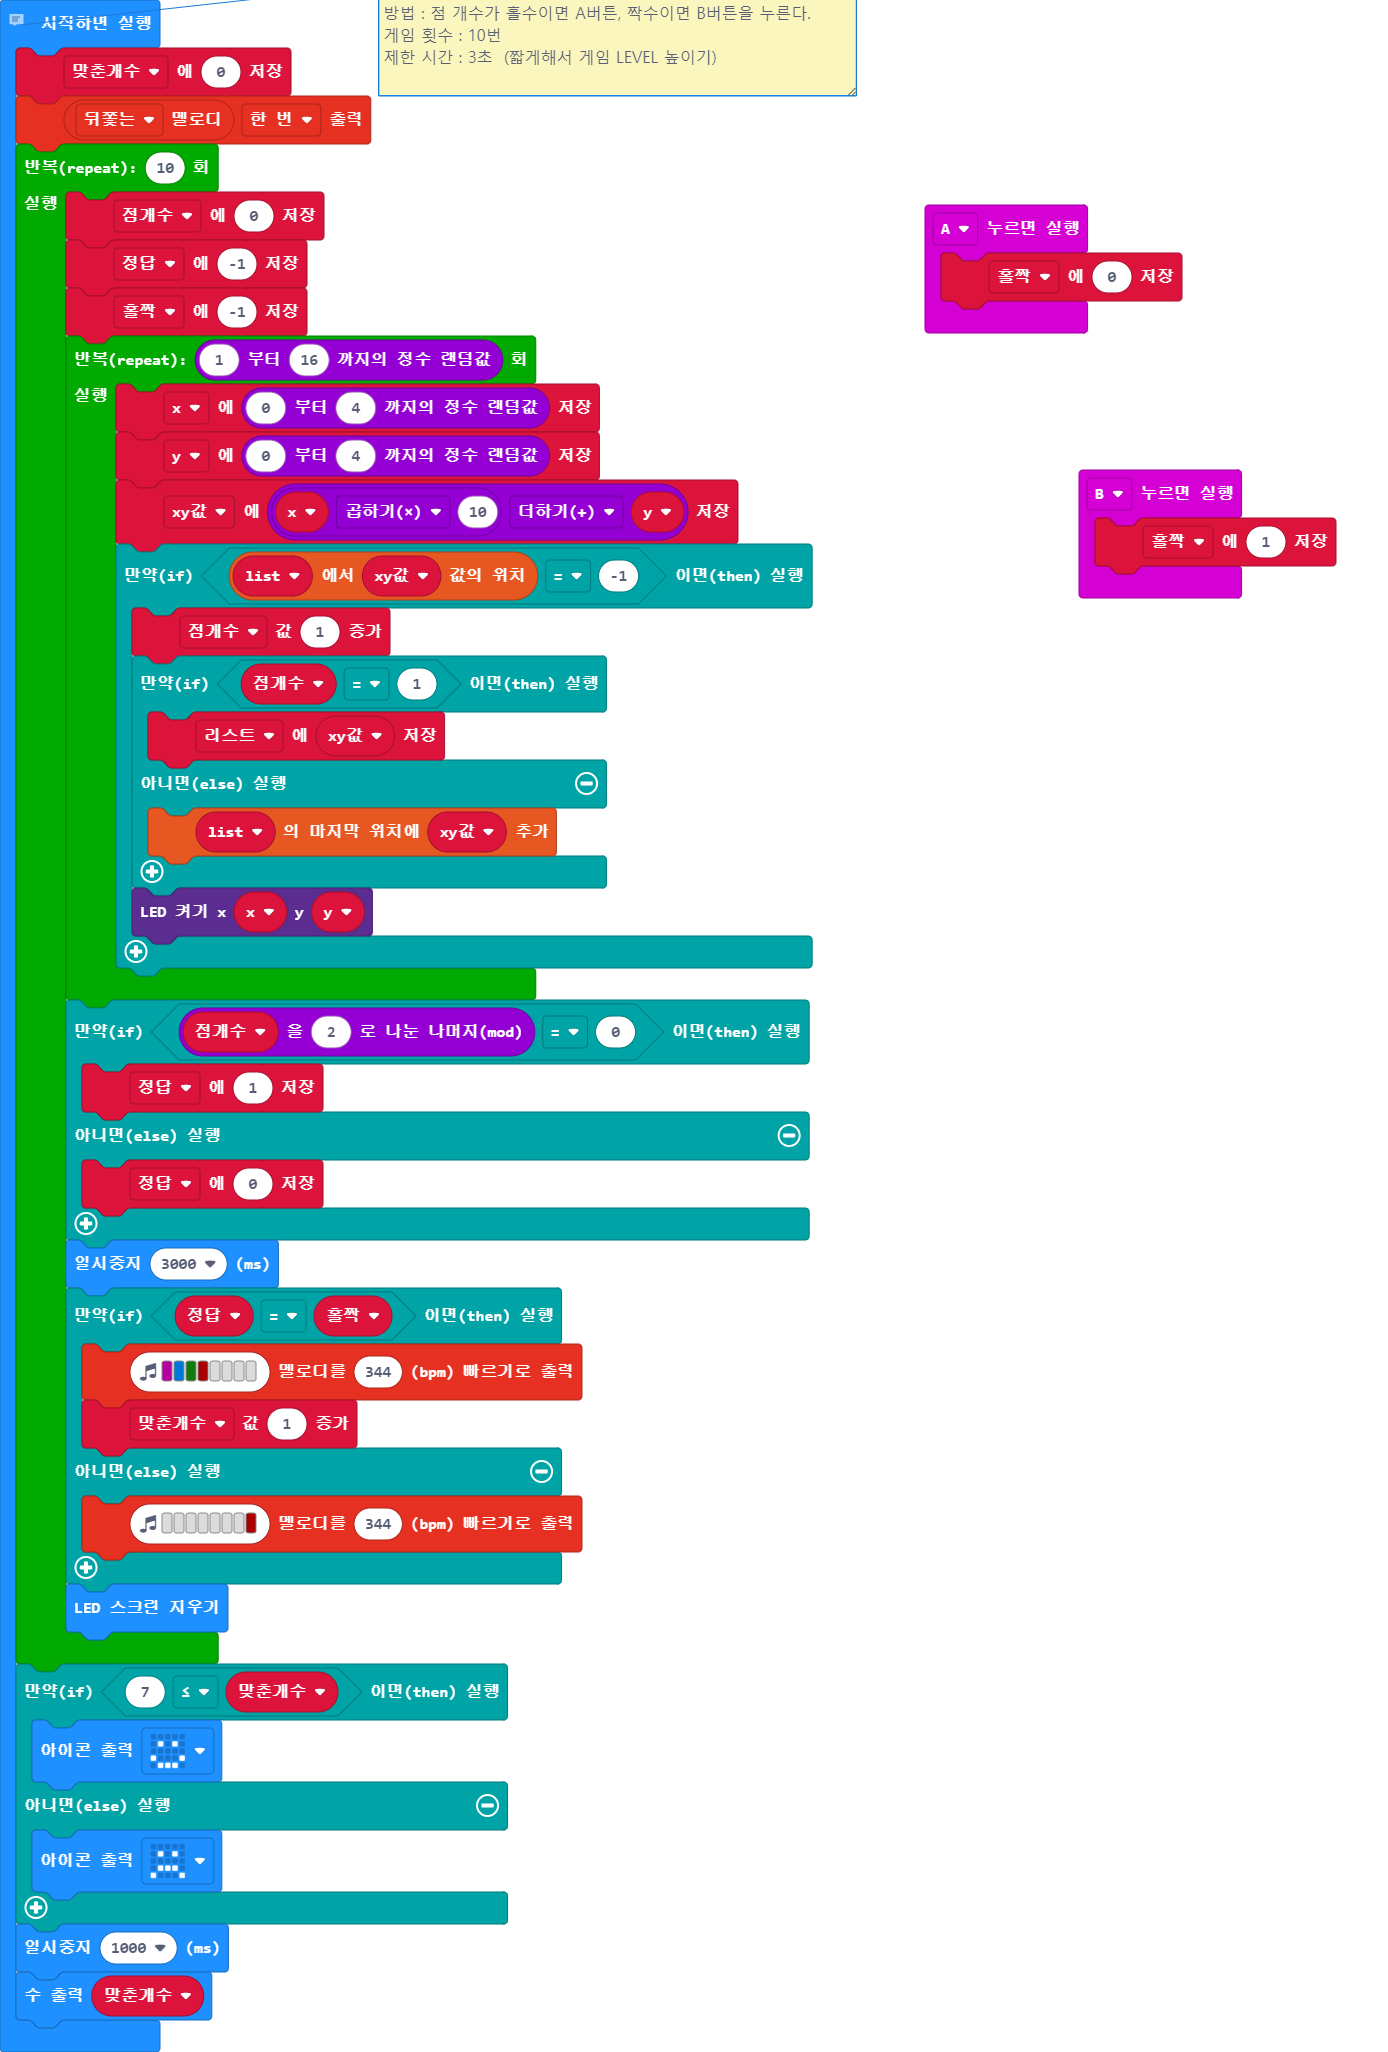 시작하면 실행
방법 : 점 개수가 홀수이면 A버튼, 짝수이면 B버튼을 누른다.
게임 횟수 : 10번
제한 시간 : 3초  (짧게해서 게임 LEVEL 높이기)
맞춘개수 에 0 저장
뒤쫓는 멜로디 한 번 출력
반복(repeat): 10 회
실행
점개수 에 0 저장
정답 에 -1 저장
홀짝 에 -1 저장
반복(repeat): 1 부터 16 까지의 정수 랜덤값 회
실행
x 에 0 부터 4 까지의 정수 랜덤값 저장
y 에 0 부터 4 까지의 정수 랜덤값 저장
xy값 에 x 곱하기(×) 10 더하기(+) y 저장
만약(if) list 에서 xy값 값의 위치 = -1 이면(then) 실행
점개수 값 1 증가
만약(if) 점개수 = 1 이면(then) 실행
리스트 에 xy값 저장
아니면(else) 실행
list 의 마지막 위치에 xy값 추가
LED 켜기 x x y y
만약(if) 점개수 을 2 로 나눈 나머지(mod) = 0 이면(then) 실행
정답 에 1 저장
아니면(else) 실행
정답 에 0 저장
일시중지 3000 (ms)
만약(if) 정답 = 홀짝 이면(then) 실행
멜로디를 344 (bpm) 빠르기로 출력
맞춘개수 값 1 증가
아니면(else) 실행
멜로디를 344 (bpm) 빠르기로 출력
LED 스크린 지우기
만약(if) 7 ≤ 맞춘개수 이면(then) 실행
아이콘 출력
아니면(else) 실행
아이콘 출력
일시중지 1000 (ms)
수 출력 맞춘개수
A 누르면 실행
홀짝 에 0 저장
B 누르면 실행
홀짝 에 1 저장